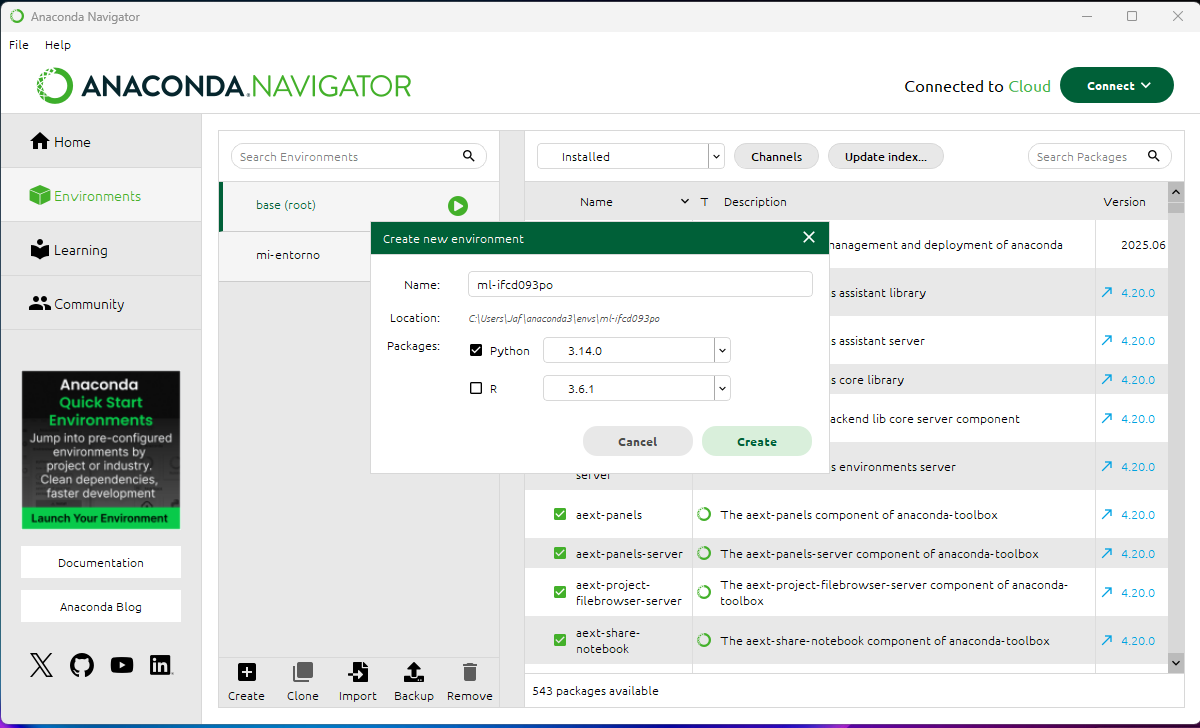 Anaconda Navigator
File Help
ANACONDA.NAVIGATOR
Connected to Cloud
Connect
Home
Environments
Learning
Community
Anaconda
Quick Start
Environments
Jump into pre-configured
environments by
project or industry.
Clean dependencies,
faster development
Launch Your Environment
Documentation
Anaconda Blog
Search Environments
base (root)
mi-entorno
Create
Clone
Import
Backup
Remove
Installed
Channels
Update index...
Search Packages
Name T Description Version
Create new environment
Name: ml-ifcd093po
Location: C:\Users\Jaf\anaconda3\envs\ml-ifcd093po
Packages:
Python 3.14.0
R 3.6.1
Cancel Create
management and deployment of anaconda 2025.06
s assistant library 4.20.0
s assistant server 4.20.0
s core library 4.20.0
ackend lib core server component 4.20.0
s environments server 4.20.0
server
aext-panels The aext-panels component of anaconda-toolbox 4.20.0
aext-panels-server The aext-panels-server component of anaconda-toolbox 4.20.0
aext-project-
filebrowser-server
The aext-project-filebrowser-server component of anaconda-
toolbox
4.20.0
aext-share-
notebook
The aext-share-notebook component of anaconda-toolbox 4.20.0
543 packages available